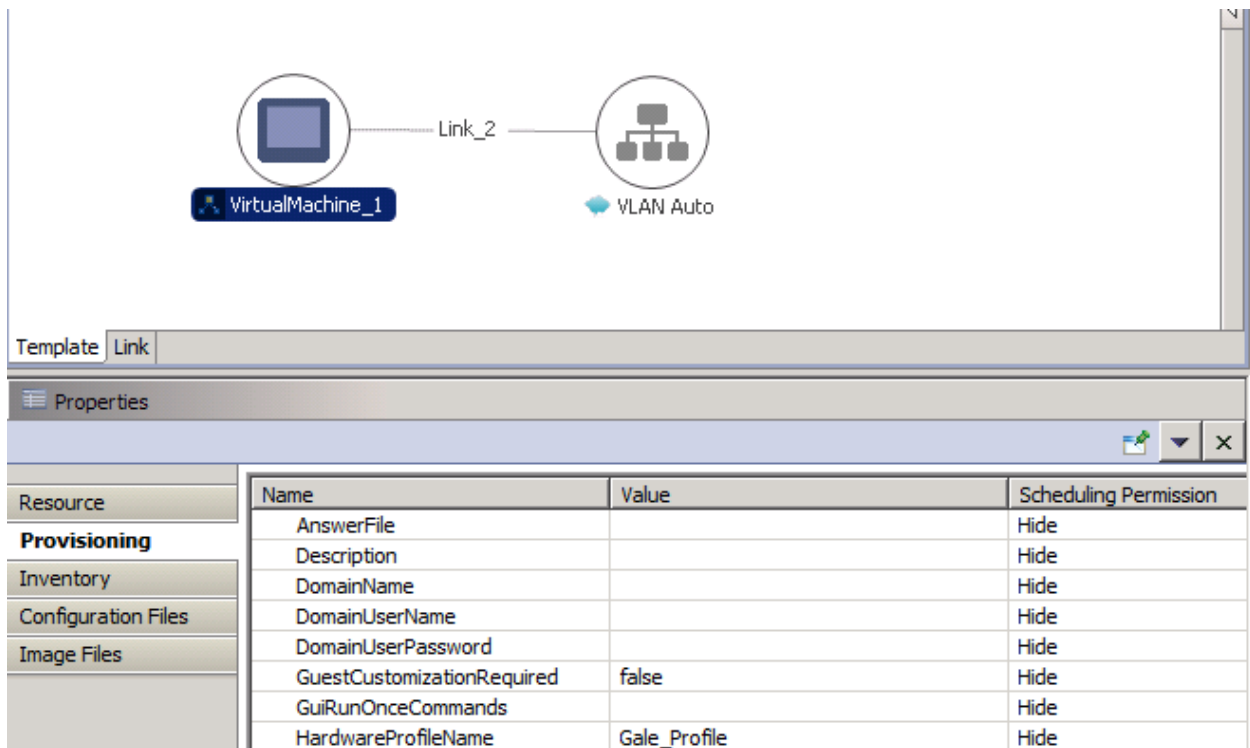 Link_2
VirtualMachine_1
VLAN Auto
Template Link
Properties
Resource
Provisioning
Inventory
Configuration Files
Image Files
Name Value Scheduling Permission
AnswerFile Hide
Description Hide
DomainName Hide
DomainUserName Hide
DomainUserPassword Hide
GuestCustomizationRequired false Hide
GuiRunOnceCommands Hide
HardwareProfileName Gale_Profile Hide